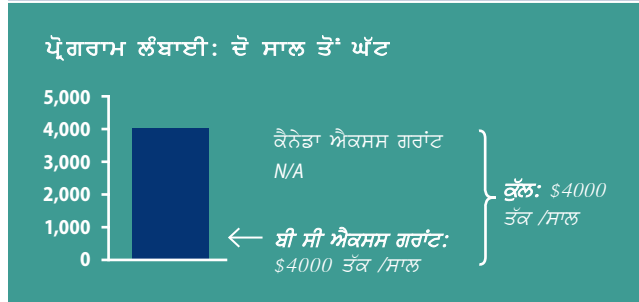 ਪ੍ਰੋਗਰਾਮ ਲੰਬਾਈ: ਦੋ ਸਾਲ ਤੋਂ ਘੱਟ
5,000
4,000
3,000
2,000
1,000
0
ਕੈਨੇਡਾ ਐਕਸਸ ਗਰਾਂਟ
N/A
ਬੀ ਸੀ ਐਕਸਸ ਗਰਾਂਟ:
$4000 ਤੱਕ /ਸਾਲ
ਕੁੱਲ: $4000
ਤੱਕ /ਸਾਲ